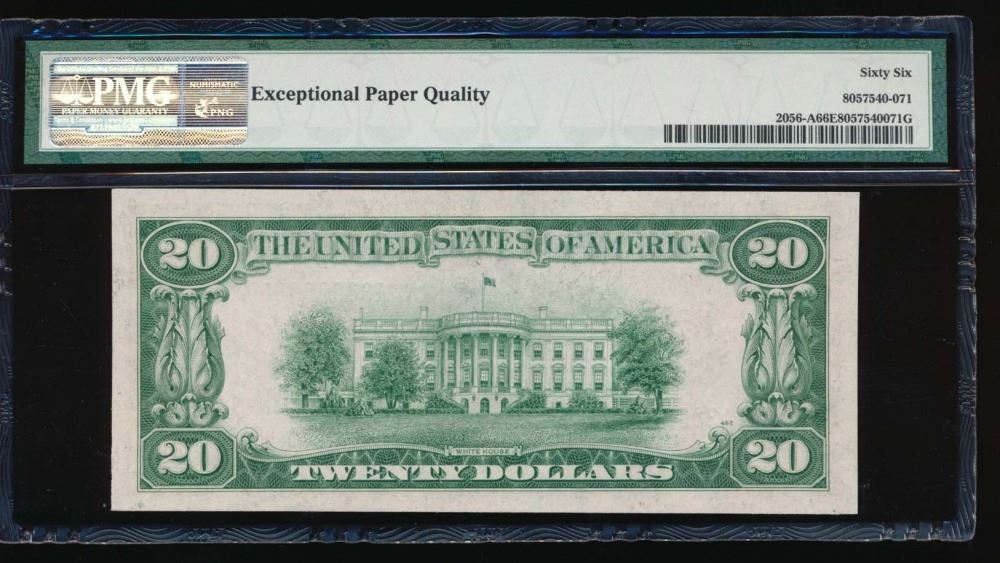 PMG
PAPER MONEY GUARANTY
NUMISMATIC
PNG
Exceptional Paper Quality
Sixty Six
8057540-071
2056-A66E8057540071G
20 THE UNITED STATES OF AMERICA 20
WHITE HOUSE
20 TWENTY DOLLARS 20